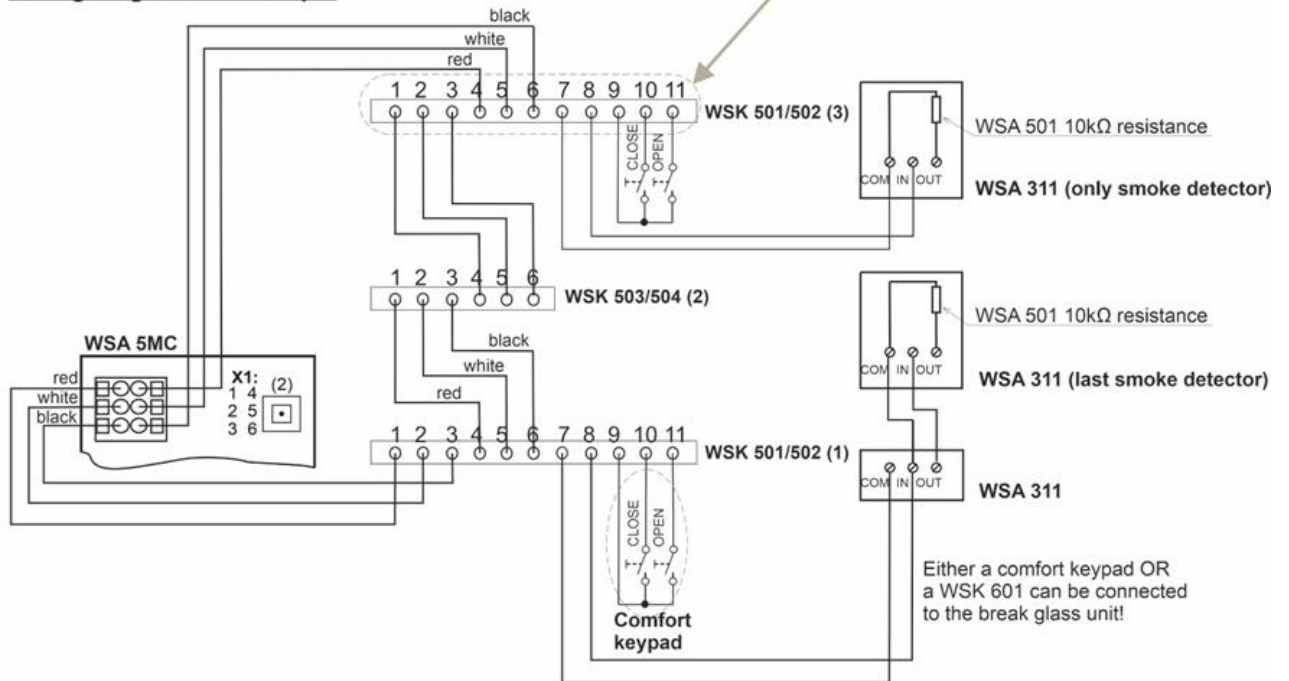 black
white
red
1 2 3 4 5 6 7 8 9 10 11
WSK 501/502 (3)
CLOSE
OPEN
WSA 501 10kΩ resistance
COM IN OUT
WSA 311 (only smoke detector)
1 2 3 4 5 6
WSK 503/504 (2)
WSA 501 10kΩ resistance
COM IN OUT
WSA 311 (last smoke detector)
WSA 5MC
red
white
black
X1:
1 4
2 5
3 6
(2)
black
white
red
1 2 3 4 5 6 7 8 9 10 11
WSK 501/502 (1)
COM IN OUT
WSA 311
CLOSE
OPEN
Comfort
keypad
Either a comfort keypad OR
a WSK 601 can be connected
to the break glass unit!